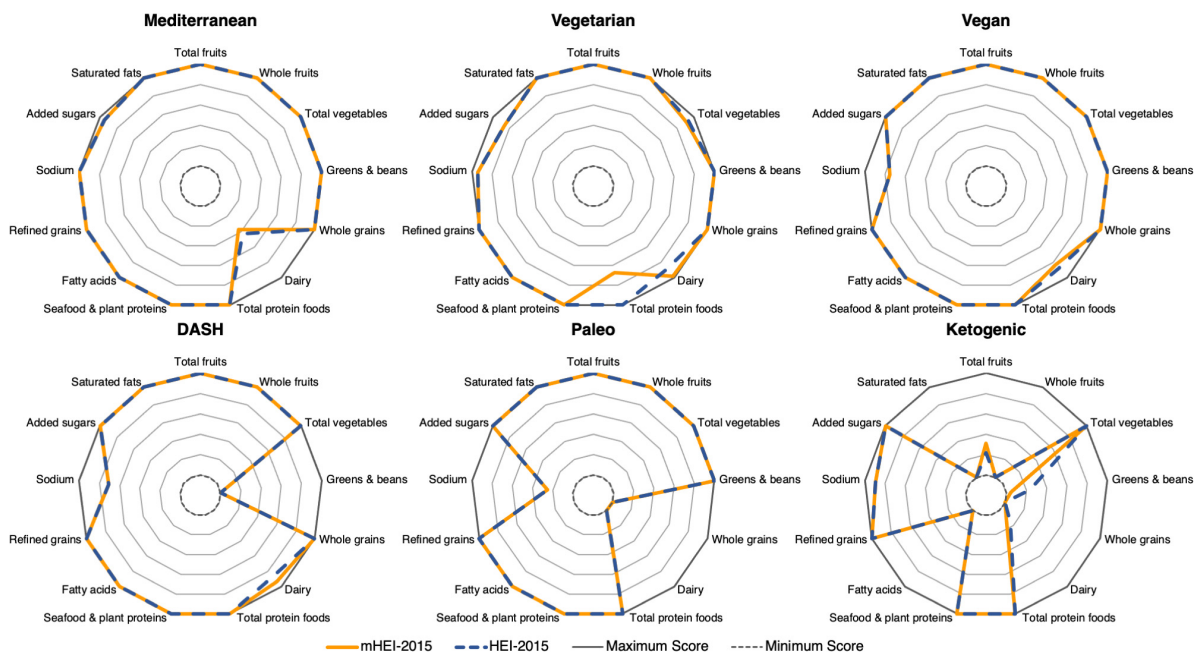 Mediterranean
Total fruits
Saturated fats
Whole fruits
Added sugars
Total vegetables
Sodium
Greens & beans
Refined grains
Whole grains
Fatty acids
Dairy
Seafood & plant proteins
Total protein foods
Vegetarian
Total fruits
Saturated fats
Whole fruits
Added sugars
Total vegetables
Sodium
Greens & beans
Refined grains
Whole grains
Fatty acids
Dairy
Seafood & plant proteins
Total protein foods
Vegan
Total fruits
Saturated fats
Whole fruits
Added sugars
Total vegetables
Sodium
Greens & beans
Refined grains
Whole grains
Fatty acids
Dairy
Seafood & plant proteins
Total protein foods
DASH
Total fruits
Saturated fats
Whole fruits
Added sugars
Total vegetables
Sodium
Greens & beans
Refined grains
Whole grains
Fatty acids
Dairy
Seafood & plant proteins
Total protein foods
Paleo
Total fruits
Saturated fats
Whole fruits
Added sugars
Total vegetables
Sodium
Greens & beans
Refined grains
Whole grains
Fatty acids
Dairy
Seafood & plant proteins
Total protein foods
Ketogenic
Total fruits
Saturated fats
Whole fruits
Added sugars
Total vegetables
Sodium
Greens & beans
Refined grains
Whole grains
Fatty acids
Dairy
Seafood & plant proteins
Total protein foods
mHEI-2015
HEI-2015
Maximum Score
Minimum Score